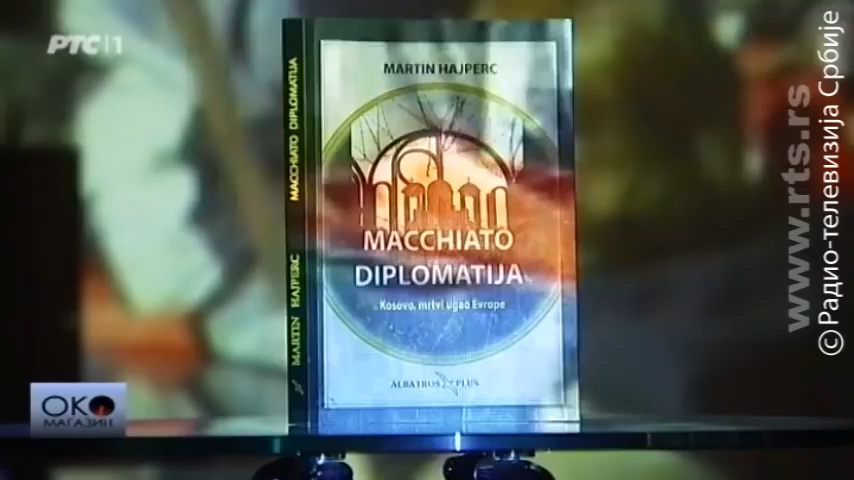 РТС|1
MARTIN HAJPERC
MACCHIATO
DIPLOMATIJA
Kosovo, mrtvi ugao Evrope
ALBATROS PLUS
MARTIN HAJPERC MACCHIATO DIPLOMATIJA
ОКО
МАГАЗИН
www.rts.rs
©Радио-телевизија Србије